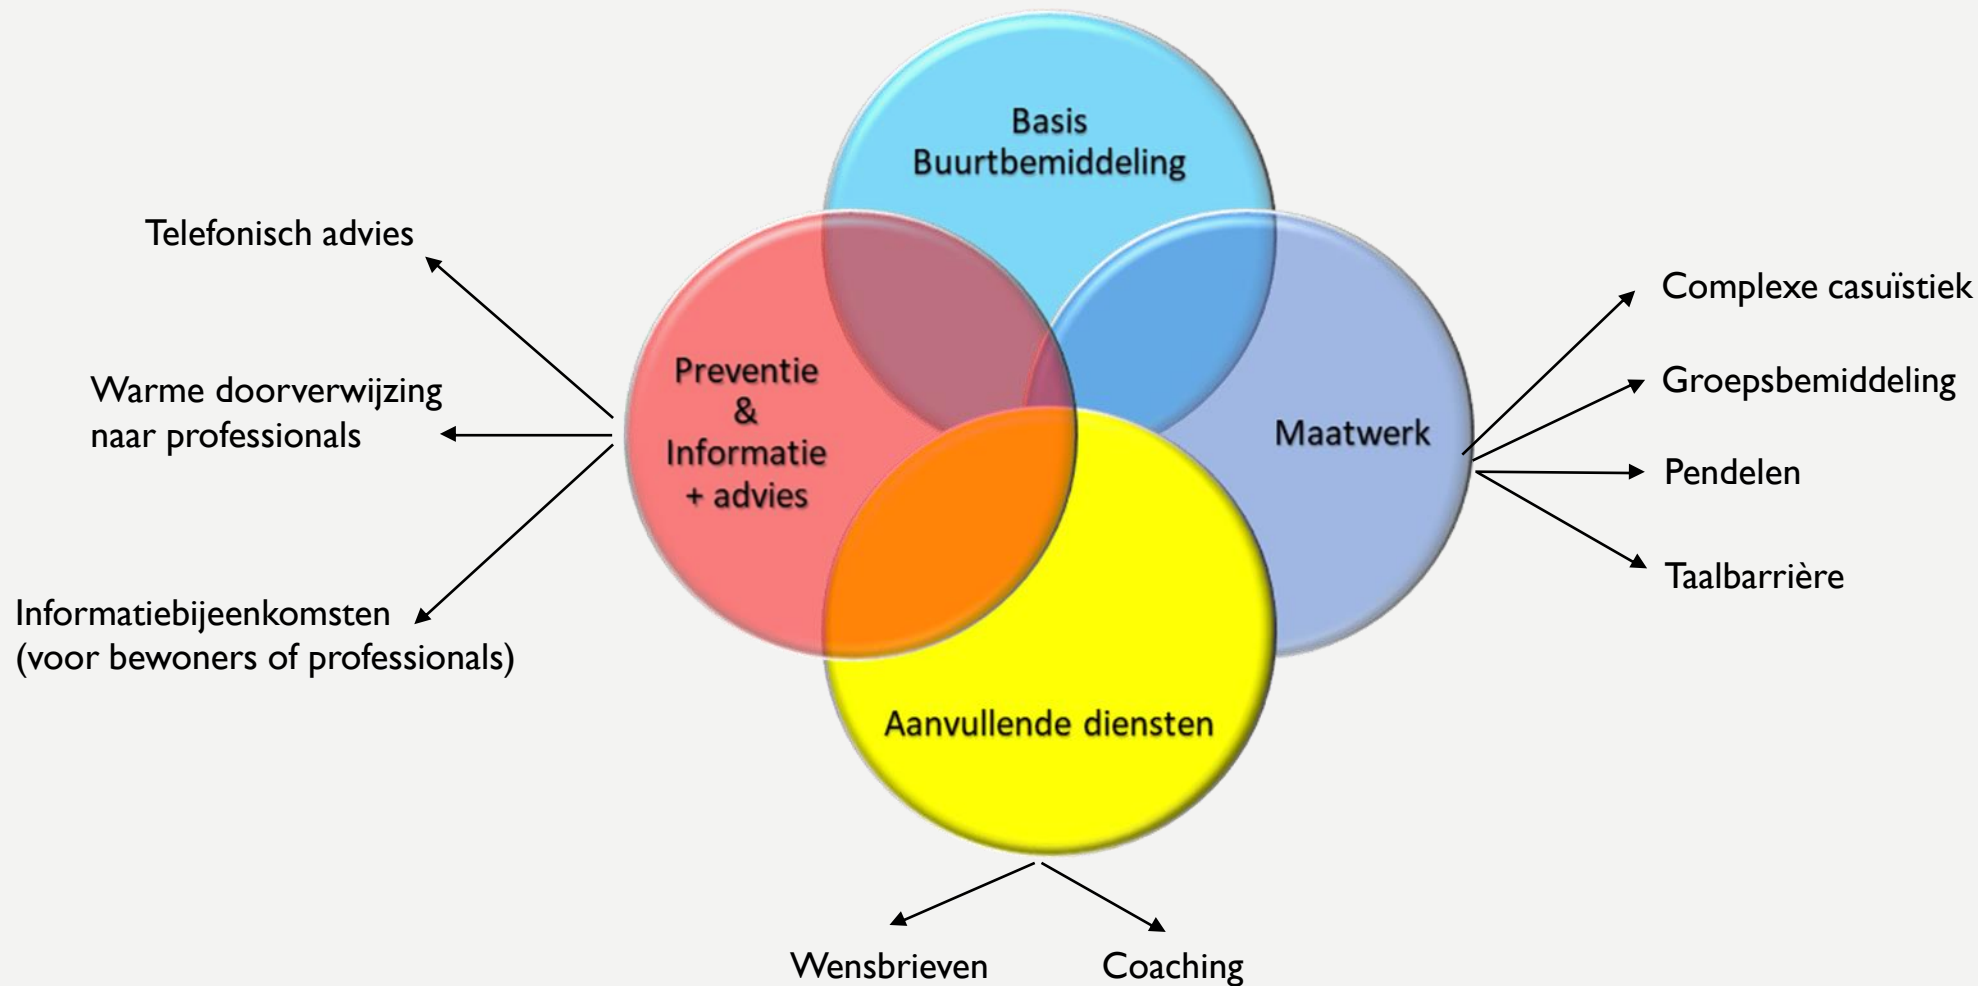 Basis
Buurtbemiddeling
Telefonisch advies
Warme doorverwijzing
naar professionals
Informatiebijeenkomsten
(voor bewoners of professionals)
Preventie
&
Informatie
+ advies
Maatwerk
Complexe casuïstiek
Groepsbemiddeling
Pendelen
Taalbarrière
Aanvullende diensten
Wensbrieven
Coaching